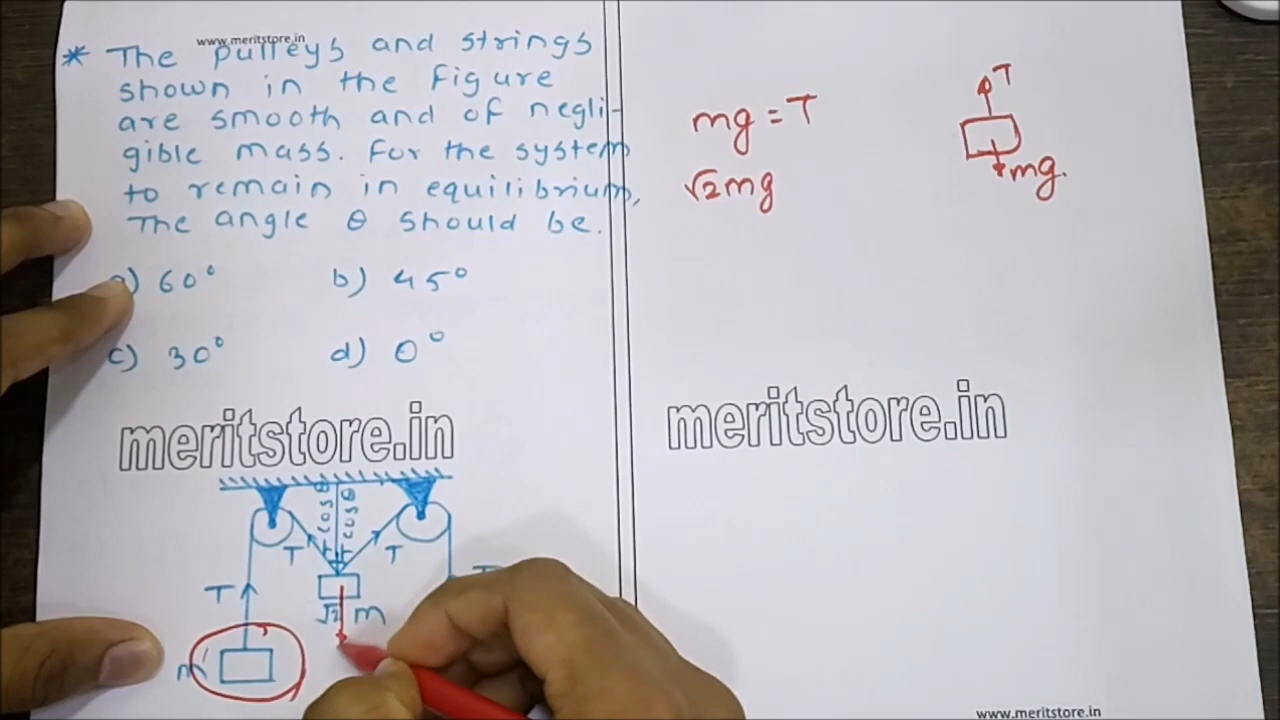 www.meritstore.in
* The pulleys and strings
shown in the figure
are smooth and of negli-
gible mass. For the system
to remain in equilibrium,
The angle θ should be.
a) 60° b) 45°
c) 30° d) 0°
meritstore.in
T cosθ T cosθ
T T
T
√2 m
m
mg = T
√2mg
T
mg.
meritstore.in
www.meritstore.in